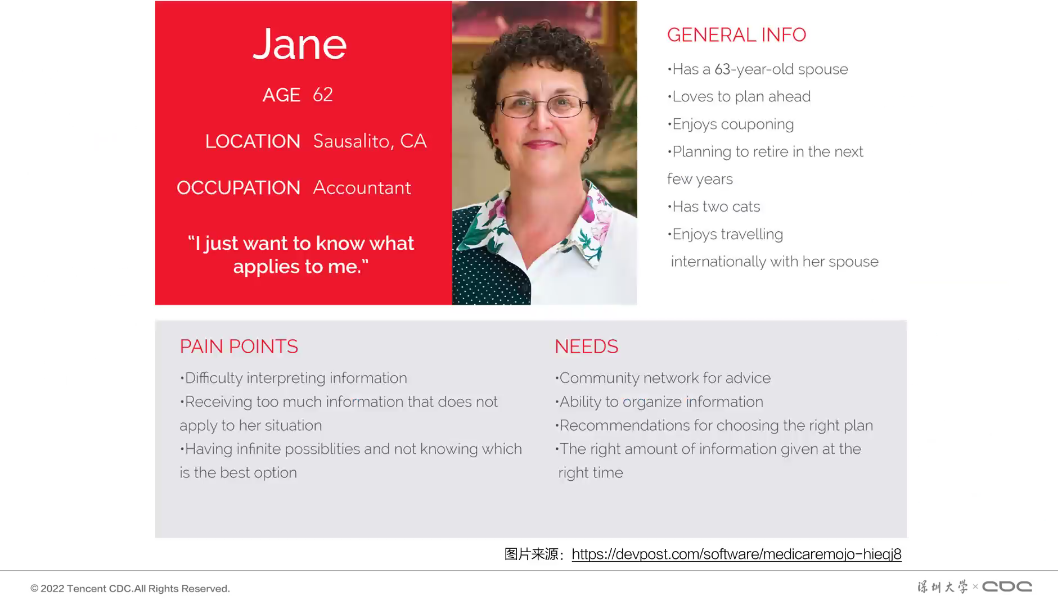 Jane
AGE 62
LOCATION Sausalito, CA
OCCUPATION Accountant
“I just want to know what
applies to me.”
GENERAL INFO
•Has a 63-year-old spouse
•Loves to plan ahead
•Enjoys couponing
•Planning to retire in the next
few years
•Has two cats
•Enjoys travelling
internationally with her spouse
PAIN POINTS
•Difficulty interpreting information
•Receiving too much information that does not
apply to her situation
•Having infinite possiblities and not knowing which
is the best option
NEEDS
•Community network for advice
•Ability to organize information
•Recommendations for choosing the right plan
•The right amount of information given at the
right time
图片来源：https://devpost.com/software/medicaremojo-hieqj8
© 2022 Tencent CDC.All Rights Reserved.
深圳大学 × CDC